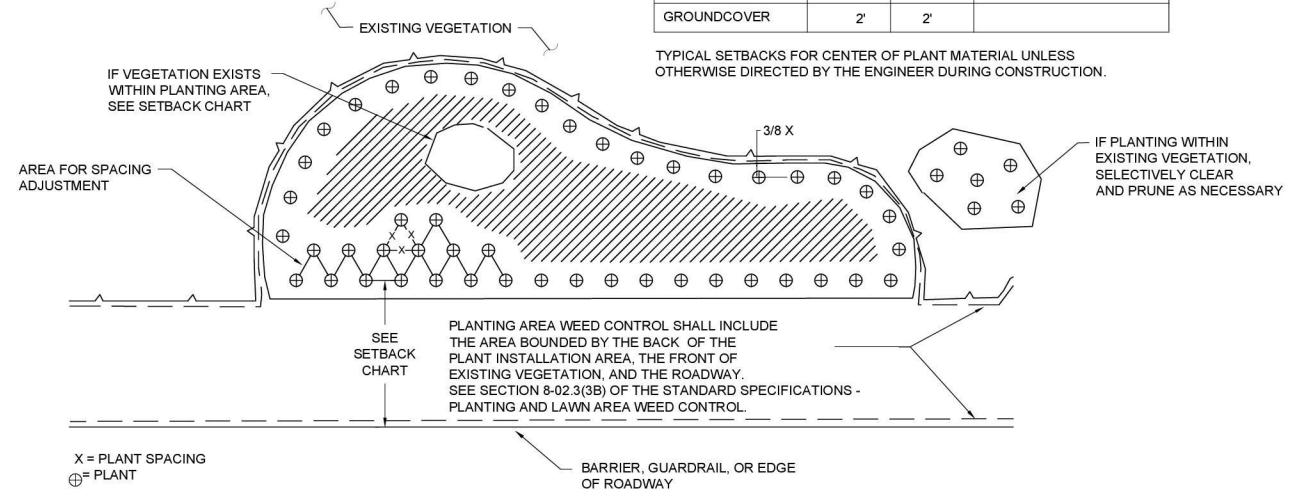 GROUNDCOVER 2' 2'
TYPICAL SETBACKS FOR CENTER OF PLANT MATERIAL UNLESS
OTHERWISE DIRECTED BY THE ENGINEER DURING CONSTRUCTION.
EXISTING VEGETATION
IF VEGETATION EXISTS
WITHIN PLANTING AREA,
SEE SETBACK CHART
3/8 X
IF PLANTING WITHIN
EXISTING VEGETATION,
SELECTIVELY CLEAR
AND PRUNE AS NECESSARY
AREA FOR SPACING
ADJUSTMENT
X X
X
SEE
SETBACK
CHART
PLANTING AREA WEED CONTROL SHALL INCLUDE
THE AREA BOUNDED BY THE BACK OF THE
PLANT INSTALLATION AREA, THE FRONT OF
EXISTING VEGETATION, AND THE ROADWAY.
SEE SECTION 8-02.3(3B) OF THE STANDARD SPECIFICATIONS -
PLANTING AND LAWN AREA WEED CONTROL.
X = PLANT SPACING
= PLANT
BARRIER, GUARDRAIL, OR EDGE
OF ROADWAY